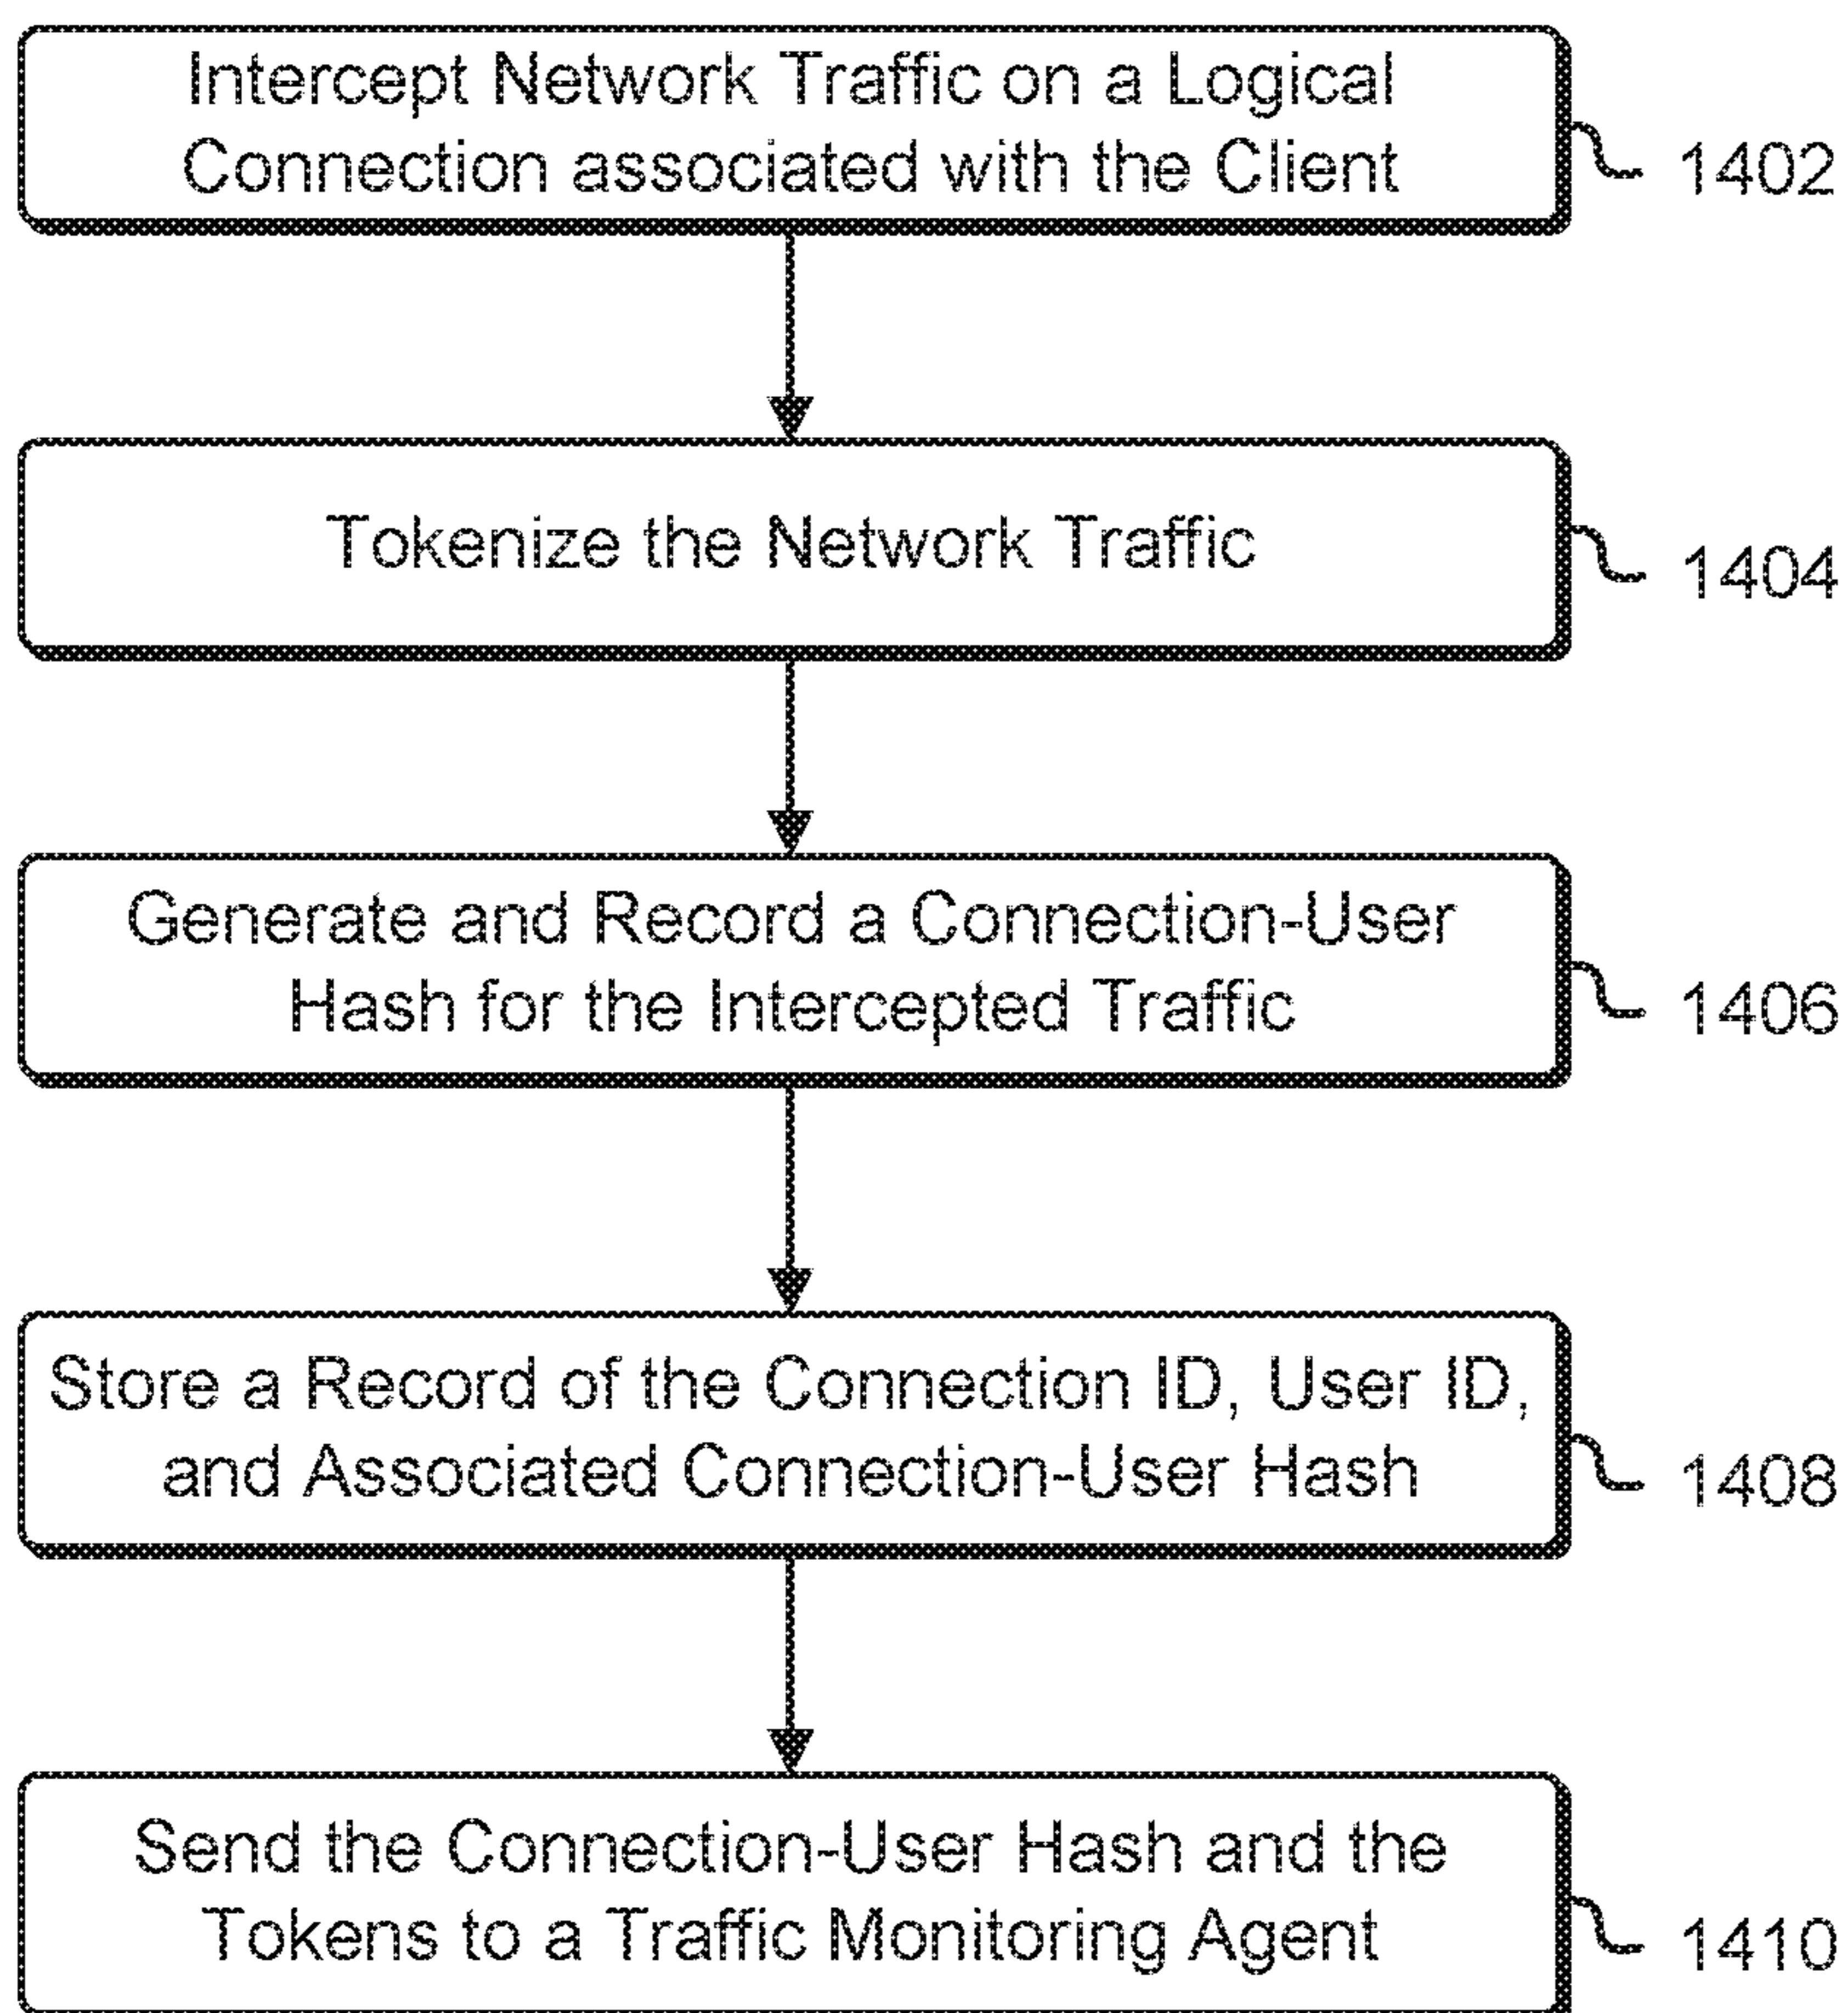 Intercept Network Traffic on a Logical
Connection associated with the Client
1402
Tokenize the Network Traffic
1404
Generate and Record a Connection-User
Hash for the Intercepted Traffic
1406
Store a Record of the Connection ID, User ID,
and Associated Connection-User Hash
1408
Send the Connection-User Hash and the
Tokens to a Traffic Monitoring Agent
1410